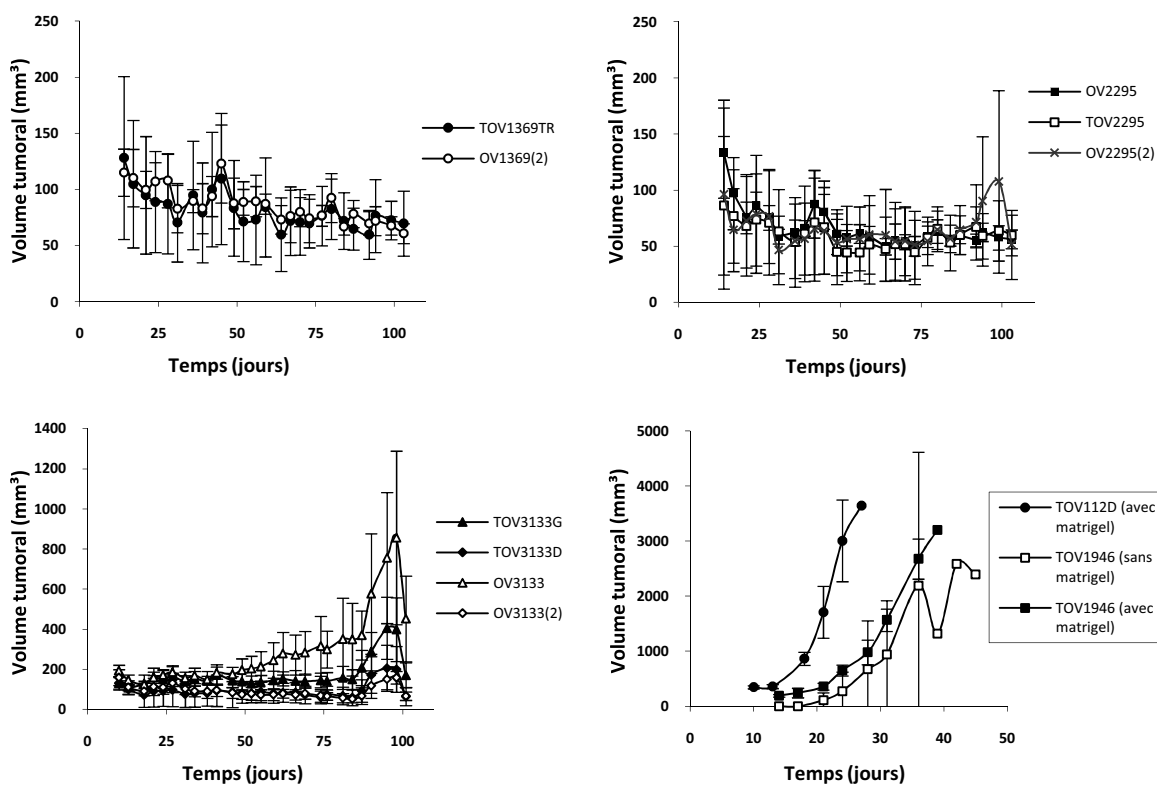 250
200
150
100
50
0
Volume tumoral (mm³)
0 25 50 75 100
Temps (jours)
TOV1369TR
OV1369(2)
250
200
150
100
50
0
Volume tumoral (mm³)
0 25 50 75 100
Temps (jours)
OV2295
TOV2295
OV2295(2)
1400
1200
1000
800
600
400
200
0
Volume tumoral (mm³)
0 25 50 75 100
Temps (jours)
TOV3133G
TOV3133D
OV3133
OV3133(2)
5000
4000
3000
2000
1000
0
Volume tumoral (mm³)
0 10 20 30 40 50
Temps (jours)
TOV112D (avec
matrigel)
TOV1946 (sans
matrigel)
TOV1946 (avec
matrigel)